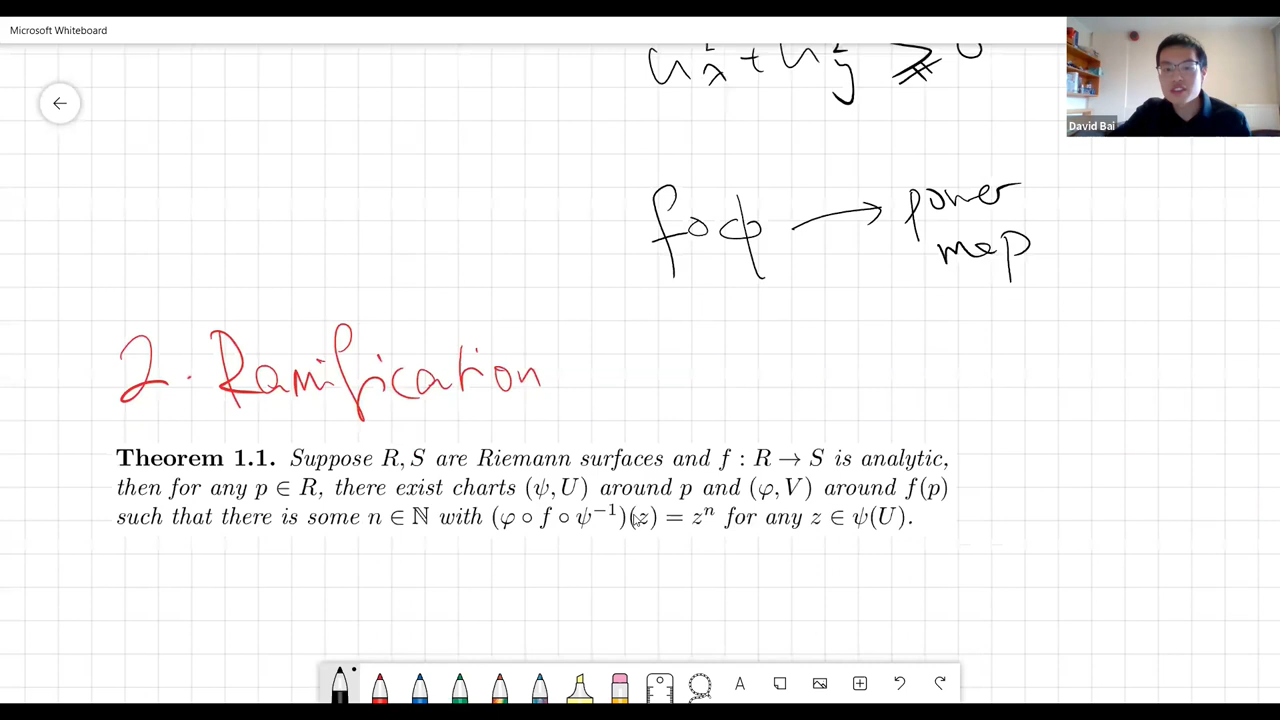 Microsoft Whiteboard
David Bai
f∘φ → power
map
2. Ramification
Theorem 1.1. Suppose R, S are Riemann surfaces and f : R → S is analytic,
then for any p ∈ R, there exist charts (ψ, U) around p and (φ, V) around f(p)
such that there is some n ∈ ℕ with (φ ∘ f ∘ ψ⁻¹)(z) = zⁿ for any z ∈ ψ(U).
A